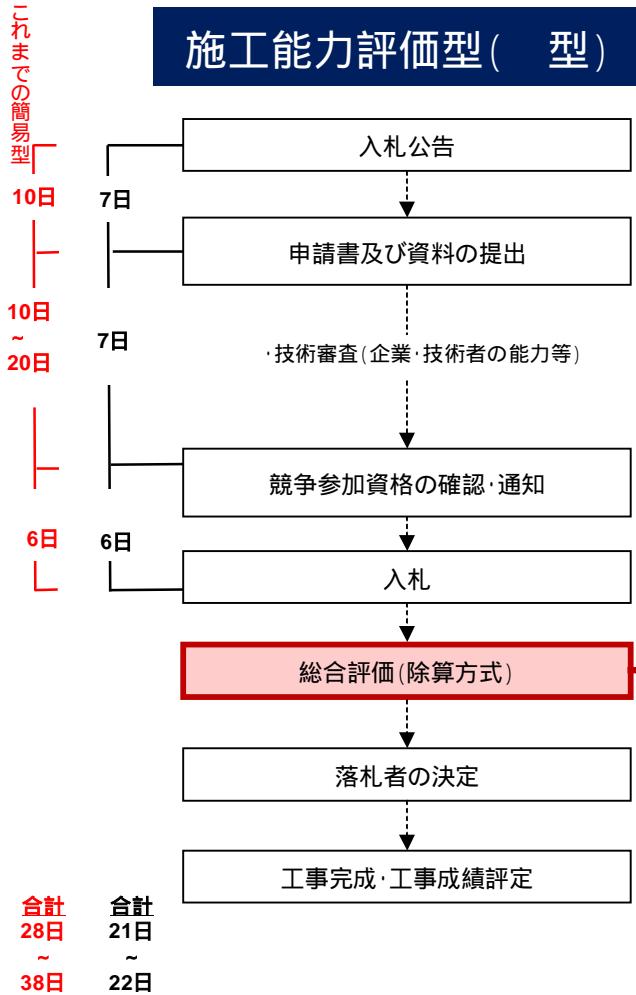 これまでの簡易型
施工能力評価型(　型)
入札公告
10日
7日
申請書及び資料の提出
10日
~
20日
7日
･技術審査(企業･技術者の能力等)
競争参加資格の確認･通知
6日
6日
入札
総合評価(除算方式)
落札者の決定
工事完成･工事成績評定
合計
28日
~
38日
合計
21日
~
22日